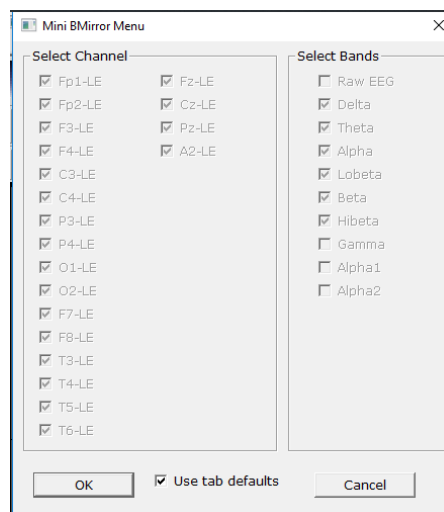 Mini BMirror Menu
Select Channel
Fp1-LE
Fp2-LE
F3-LE
F4-LE
C3-LE
C4-LE
P3-LE
P4-LE
O1-LE
O2-LE
F7-LE
F8-LE
T3-LE
T4-LE
T5-LE
T6-LE
Fz-LE
Cz-LE
Pz-LE
A2-LE
Select Bands
Raw EEG
Delta
Theta
Alpha
Lobeta
Beta
Hibeta
Gamma
Alpha1
Alpha2
OK
Use tab defaults
Cancel